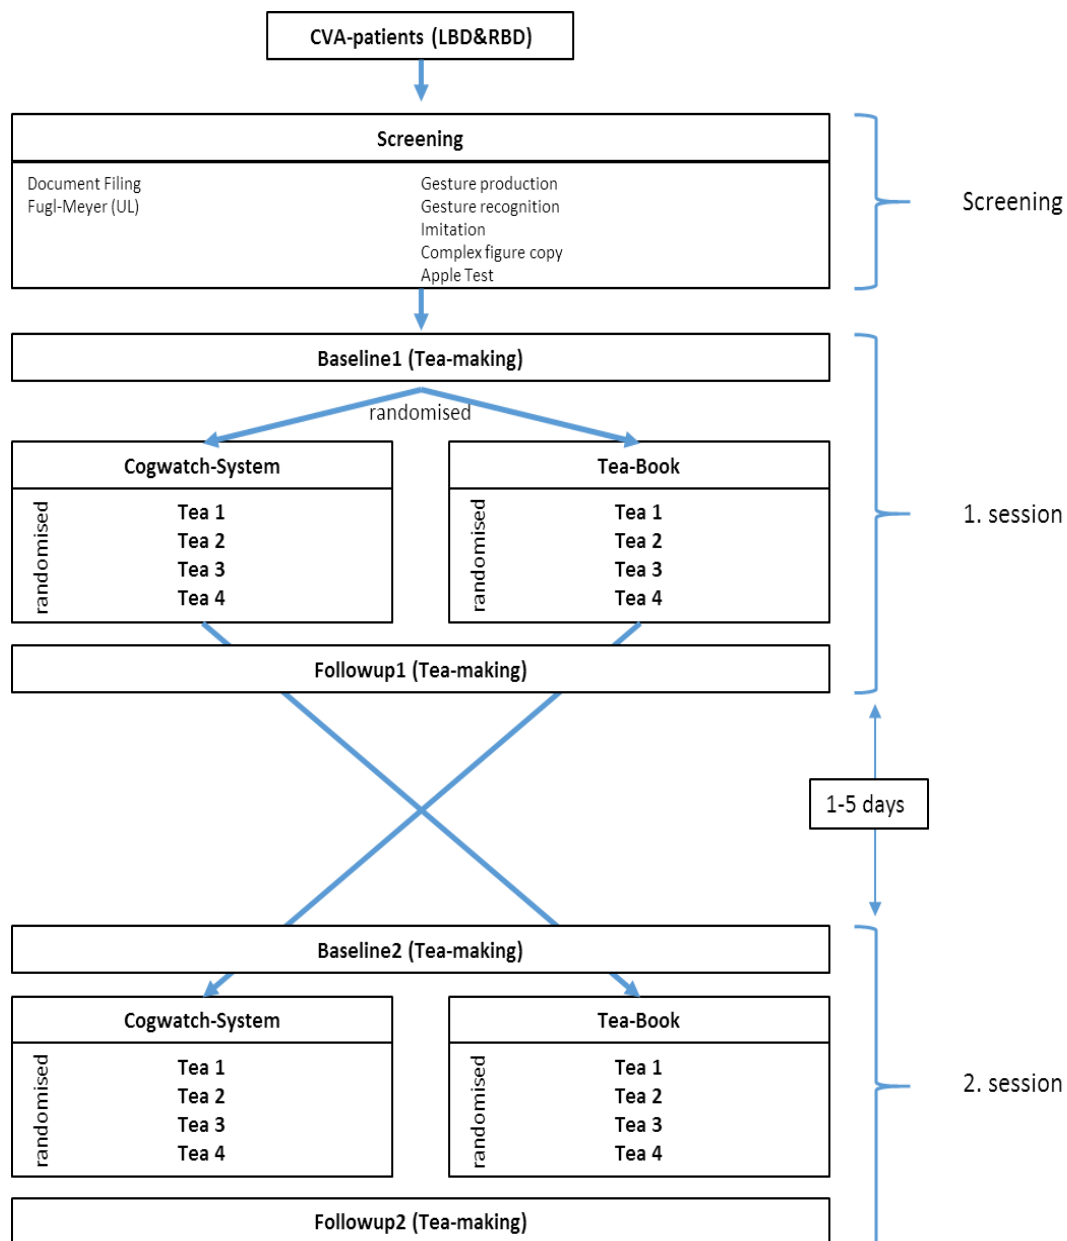 CVA-patients (LBD&RBD)
Screening
Document Filing
Fugl-Meyer (UL)
Gesture production
Gesture recognition
Imitation
Complex figure copy
Apple Test
Screening
Baseline1 (Tea-making)
randomised
Cogwatch-System
randomised
Tea 1
Tea 2
Tea 3
Tea 4
Tea-Book
randomised
Tea 1
Tea 2
Tea 3
Tea 4
1. session
Followup1 (Tea-making)
1-5 days
Baseline2 (Tea-making)
Cogwatch-System
randomised
Tea 1
Tea 2
Tea 3
Tea 4
Tea-Book
randomised
Tea 1
Tea 2
Tea 3
Tea 4
2. session
Followup2 (Tea-making)